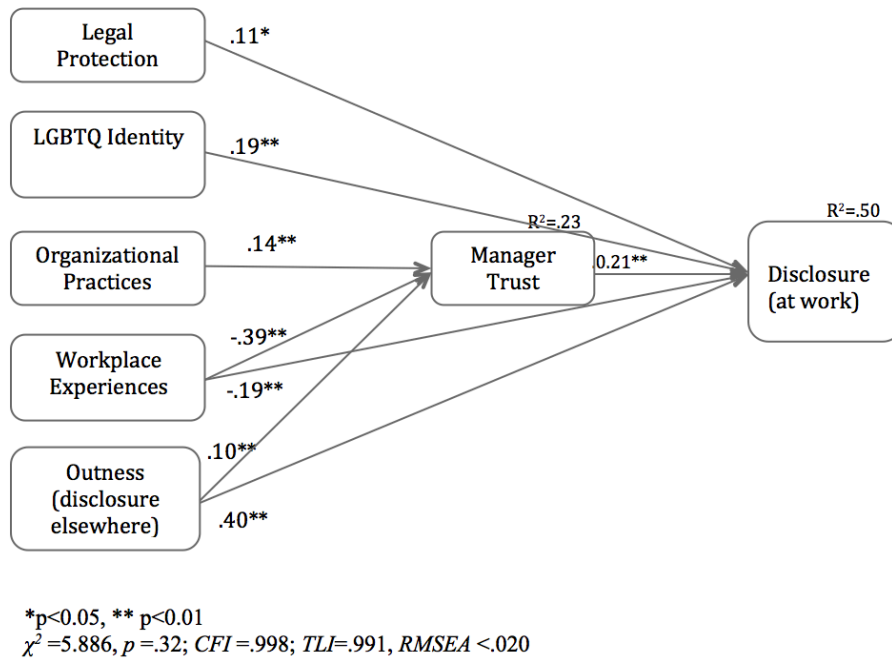 Legal
Protection
.11*
LGBTQ Identity
.19**
R²=.23
R²=.50
Organizational
Practices
.14**
Manager
Trust
.0.21**
Disclosure
(at work)
Workplace
Experiences
-.39**
-.19**
Outness
(disclosure
elsewhere)
.10**
.40**
*p<0.05, ** p<0.01
χ² =5.886, p =.32; CFI =.998; TLI=.991, RMSEA <.020